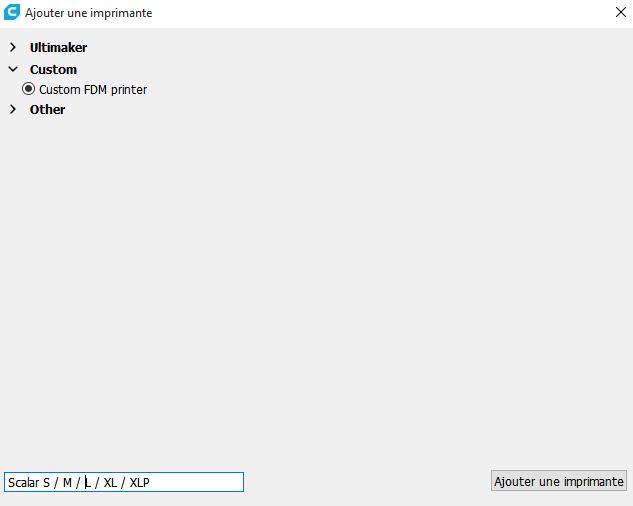 Ajouter une imprimante
Ultimaker
Custom
Custom FDM printer
Other
Scalar S / M / L / XL / XLP
Ajouter une imprimante